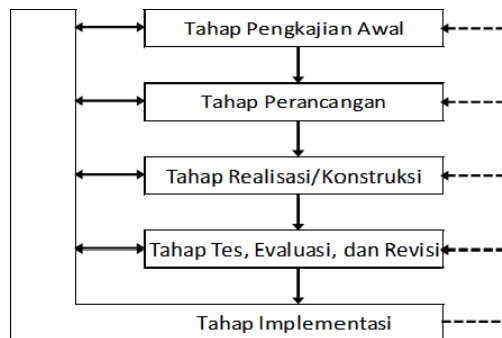 Tahap Pengkajian Awal
Tahap Perancangan
Tahap Realisasi/Konstruksi
Tahap Tes, Evaluasi, dan Revisi
Tahap Implementasi